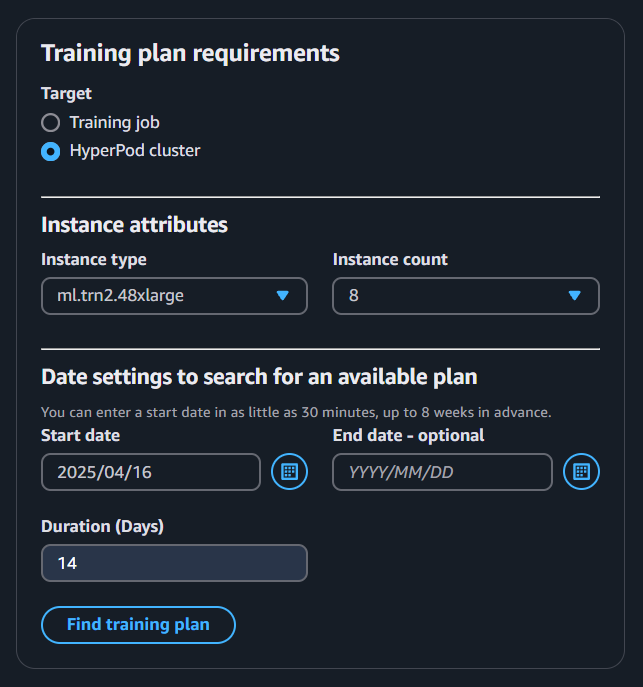 Training plan requirements
Target
Training job
HyperPod cluster
Instance attributes
Instance type
Instance count
ml.trn2.48xlarge
8
Date settings to search for an available plan
You can enter a start date in as little as 30 minutes, up to 8 weeks in advance.
Start date
End date - optional
2025/04/16
YYYY/MM/DD
Duration (Days)
14
Find training plan